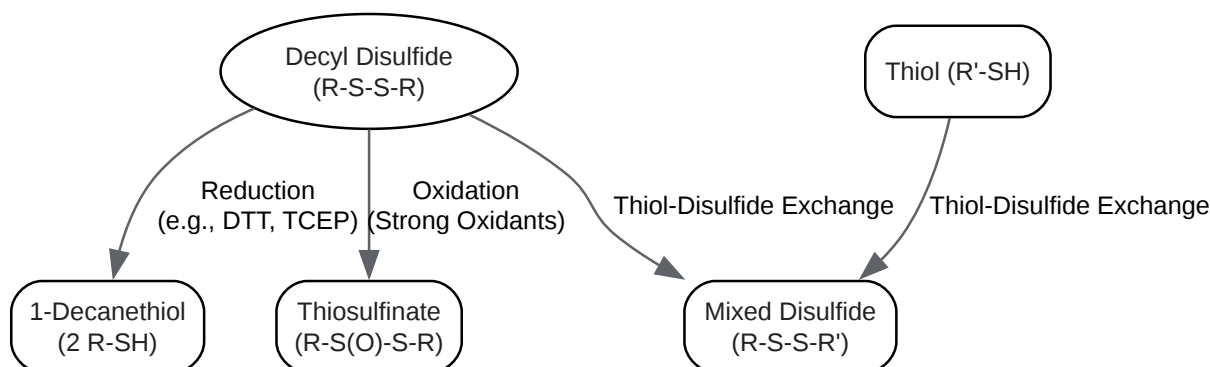 Decyl Disulfide
(R-S-S-R)
Thiol (R'-SH)
Reduction
(e.g., DTT, TCEP)
Oxidation
(Strong Oxidants)
Thiol-Disulfide Exchange
Thiol-Disulfide Exchange
1-Decanethiol
(2 R-SH)
Thiosulfinate
(R-S(O)-S-R)
Mixed Disulfide
(R-S-S-R')